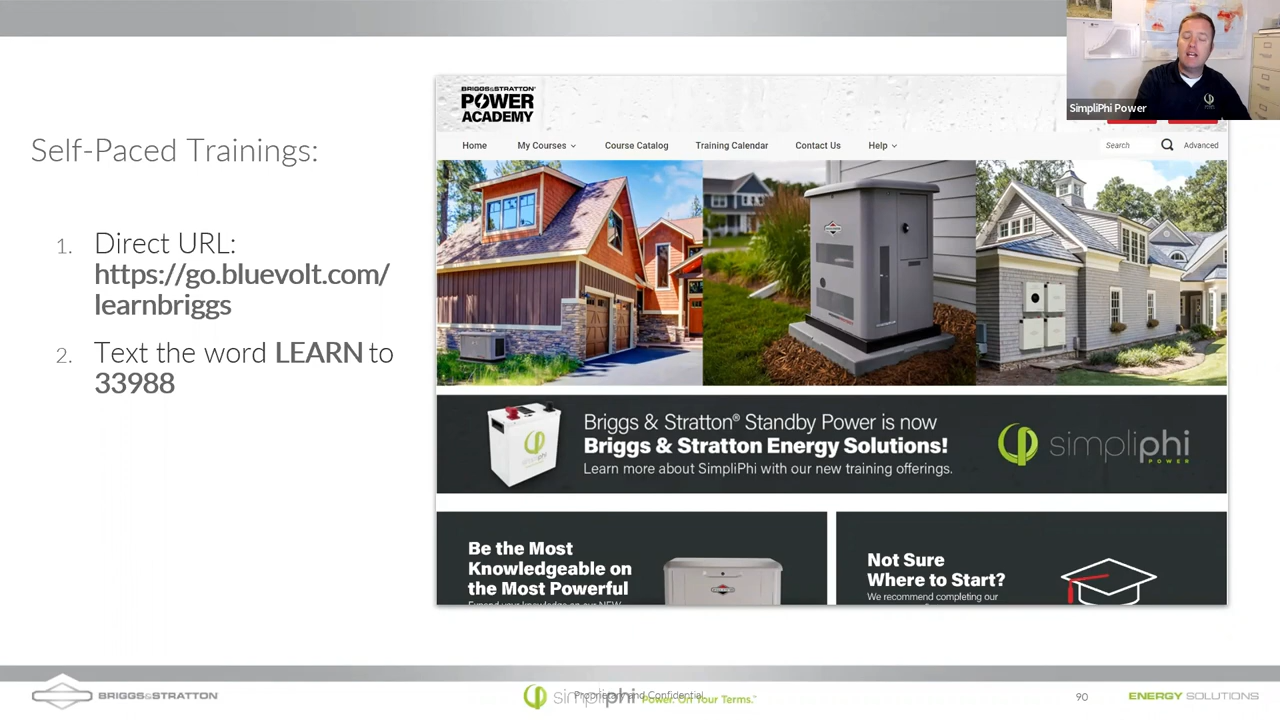 SimpliPhi Power
Self-Paced Trainings:
1. Direct URL:
https://go.bluevolt.com/
learnbriggs
2. Text the word LEARN to
33988
BRIGGS&STRATTON
POWER
ACADEMY
Home My Courses Course Catalog Training Calendar Contact Us Help Search Advanced
Briggs & Stratton® Standby Power is now
Briggs & Stratton Energy Solutions!
Learn more about SimpliPhi with our new training offerings.
simpliphi
POWER
Be the Most
Knowledgeable on
the Most Powerful
Not Sure
Where to Start?
We recommend completing our
BRIGGS&STRATTON
simpliphi Power. On Your Terms.™
Proprietary and Confidential
90
ENERGY SOLUTIONS